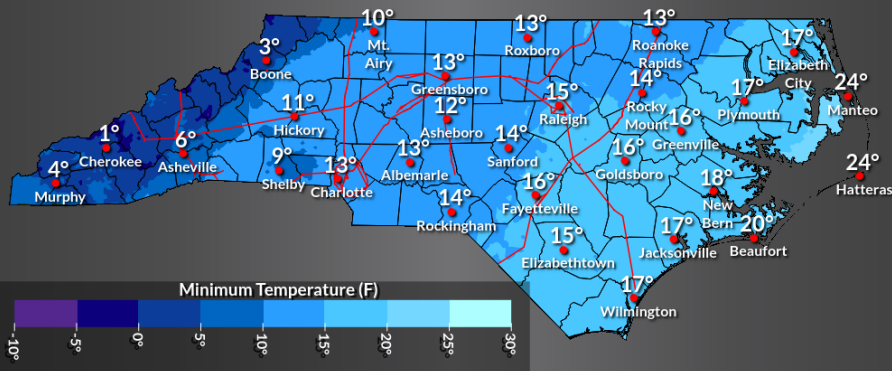 10°
Mt.
Airy
13°
Roxboro
13°
Roanoke
Rapids
17°
Elizabeth
City
3°
Boone
13°
Greensboro
14°
Rocky
Mount
17°
Plymouth
24°
Manteo
11°
Hickory
12°
Asheboro
15°
Raleigh
16°
Greenville
1°
Cherokee
6°
Asheville
9°
Shelby
13°
Charlotte
13°
Albemarle
14°
Sanford
16°
Goldsboro
24°
Hatteras
4°
Murphy
14°
Rockingham
16°
Fayetteville
18°
New
Bern
15°
Elizabethtown
17°
Jacksonville
20°
Beaufort
17°
Wilmington
Minimum Temperature (F)
-10°
-5°
0°
5°
10°
15°
20°
25°
30°